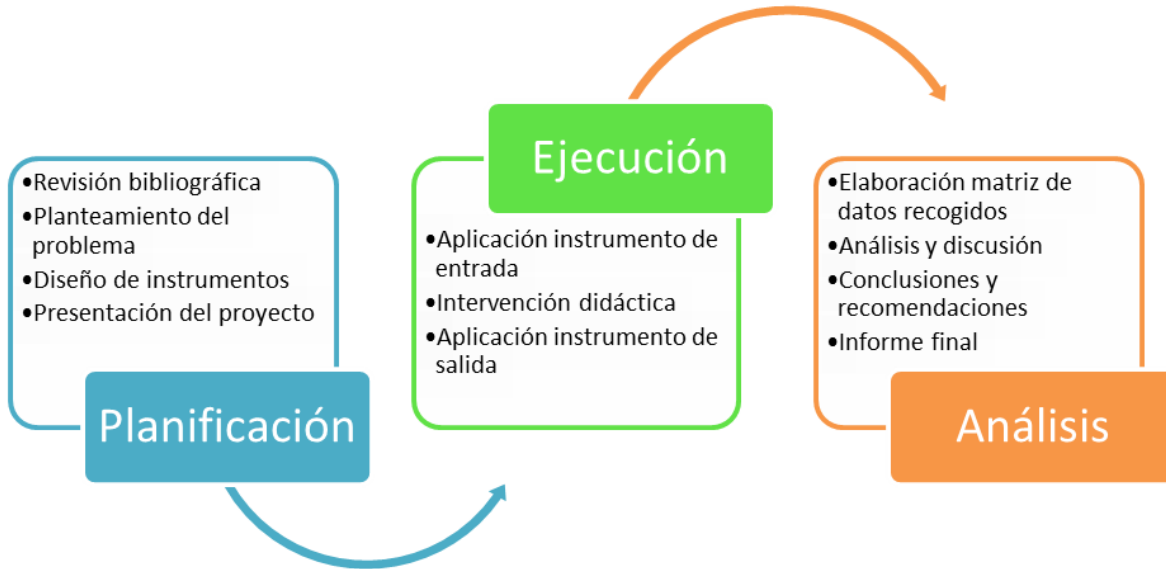 •Revisión bibliográfica
•Planteamiento del
problema
•Diseño de instrumentos
•Presentación del proyecto
Planificación
Ejecución
•Aplicación instrumento de
entrada
•Intervención didáctica
•Aplicación instrumento de
salida
•Elaboración matriz de
datos recogidos
•Análisis y discusión
•Conclusiones y
recomendaciones
•Informe final
Análisis